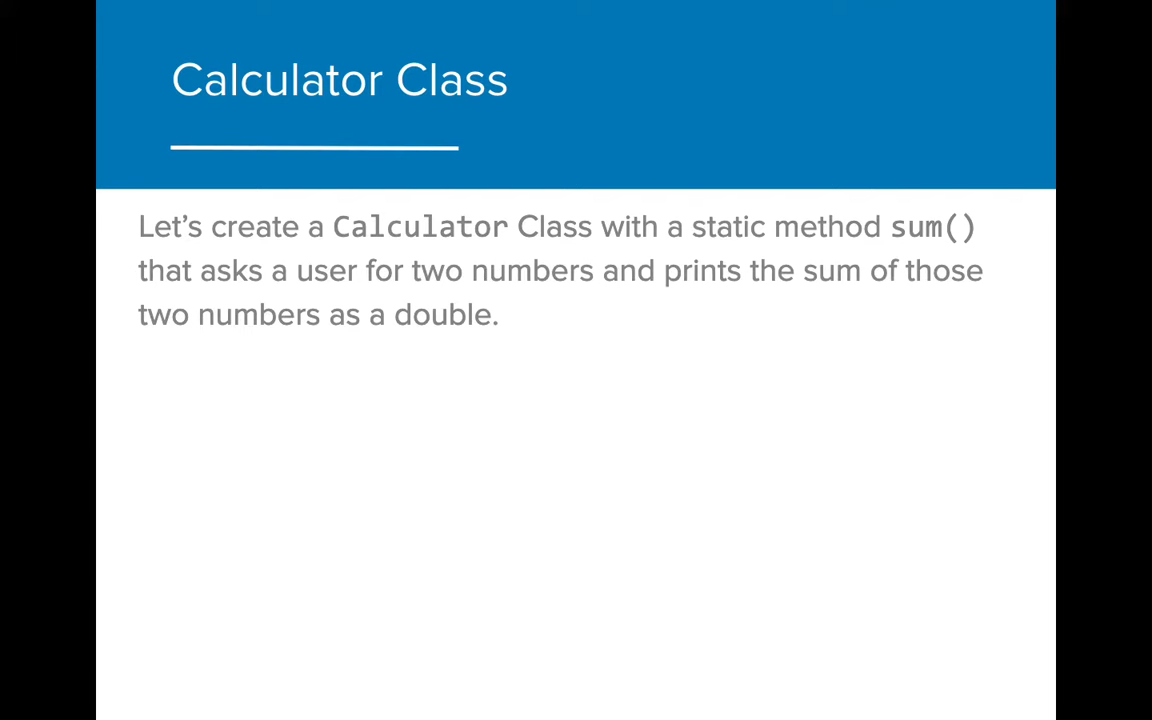 Calculator Class
Let’s create a Calculator Class with a static method sum()
that asks a user for two numbers and prints the sum of those
two numbers as a double.